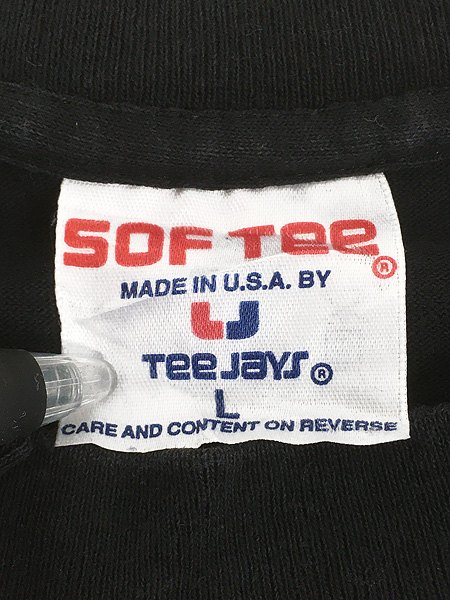 SOF Tee ®
MADE IN U.S.A. BY
Tee Jays ®
L
CARE AND CONTENT ON REVERSE